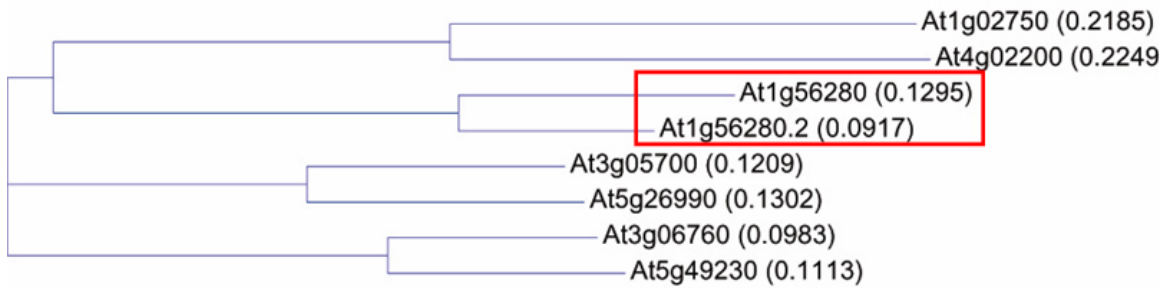 At1g02750 (0.2185)
At4g02200 (0.2249
At1g56280 (0.1295)
At1g56280.2 (0.0917)
At3g05700 (0.1209)
At5g26990 (0.1302)
At3g06760 (0.0983)
At5g49230 (0.1113)